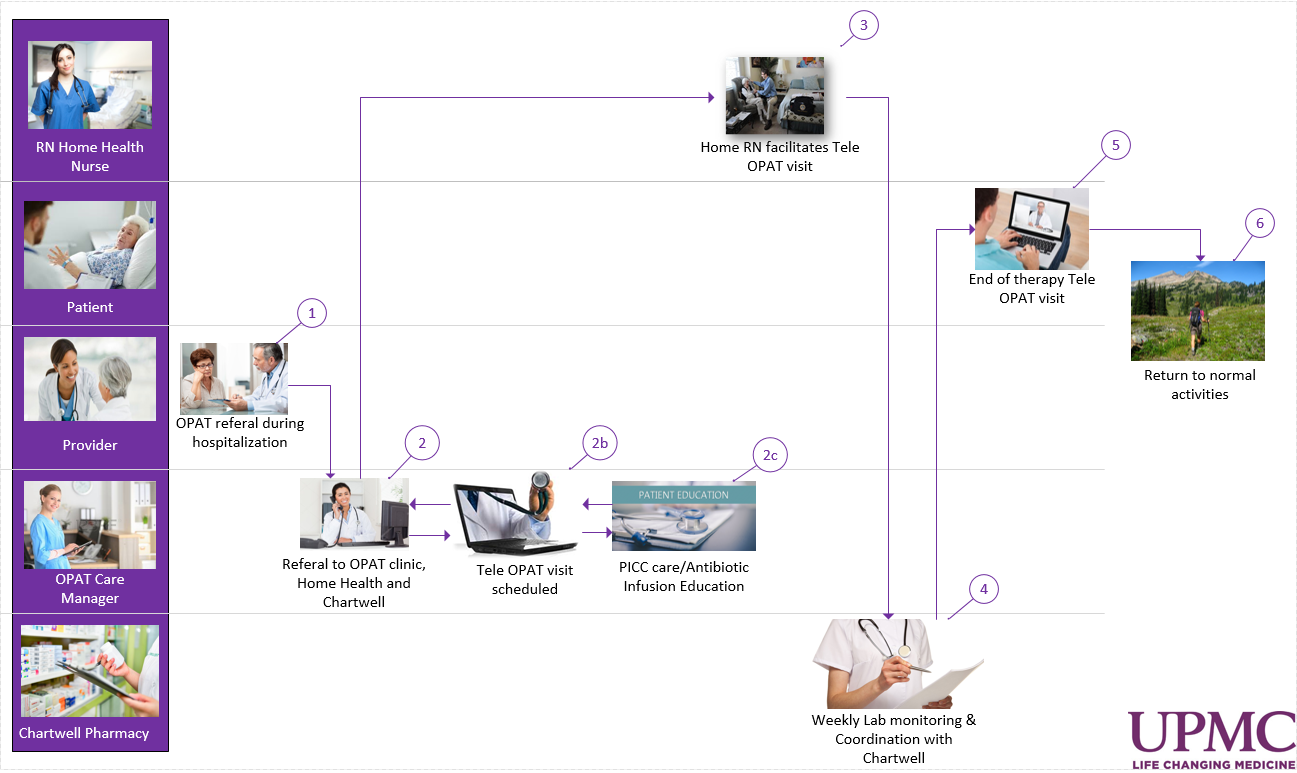 RN Home Health
Nurse
Patient
Provider
OPAT Care
Manager
Chartwell Pharmacy
1
OPAT referal during
hospitalization
2
Referal to OPAT clinic,
Home Health and
Chartwell
2b
Tele OPAT visit
scheduled
2c
PATIENT EDUCATION
PICC care/Antibiotic
Infusion Education
3
Home RN facilitates Tele
OPAT visit
4
Weekly Lab monitoring &
Coordination with
Chartwell
5
End of therapy Tele
OPAT visit
6
Return to normal
activities
UPMC
LIFE CHANGING MEDICINE